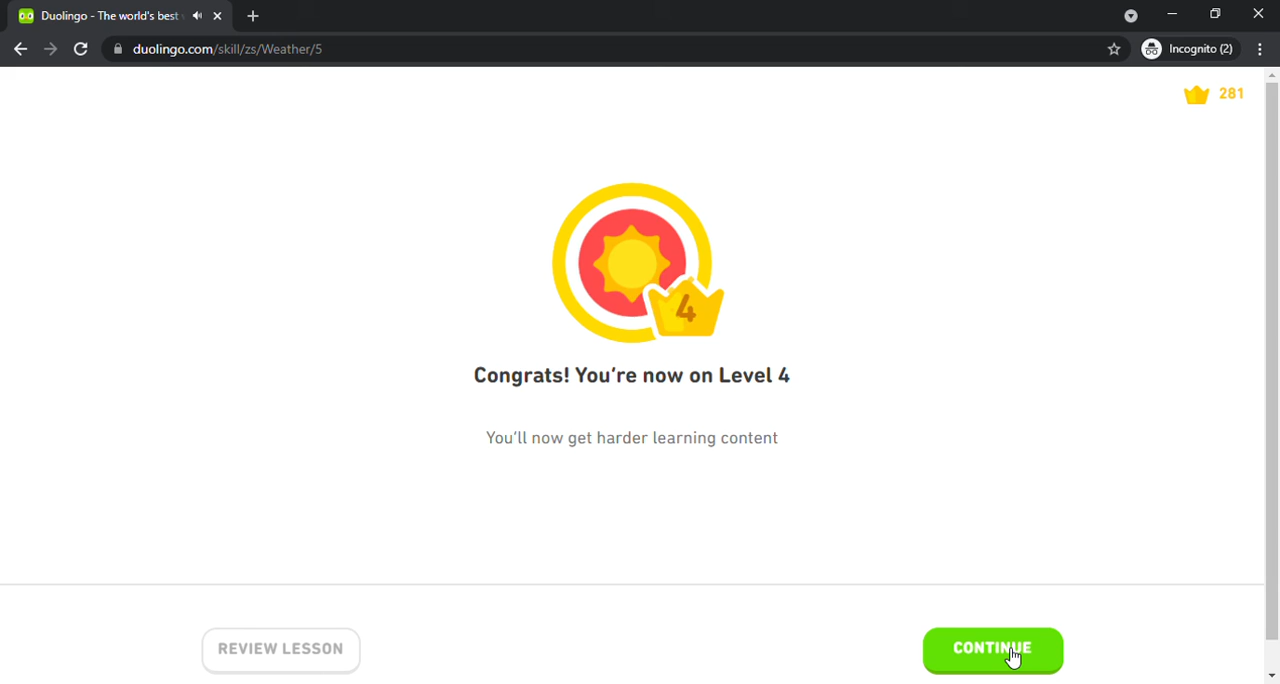 Duolingo - The world's best
duolingo.com/skill/zs/Weather/5
Incognito (2)
281
4
Congrats! You're now on Level 4
You'll now get harder learning content
REVIEW LESSON
CONTINUE